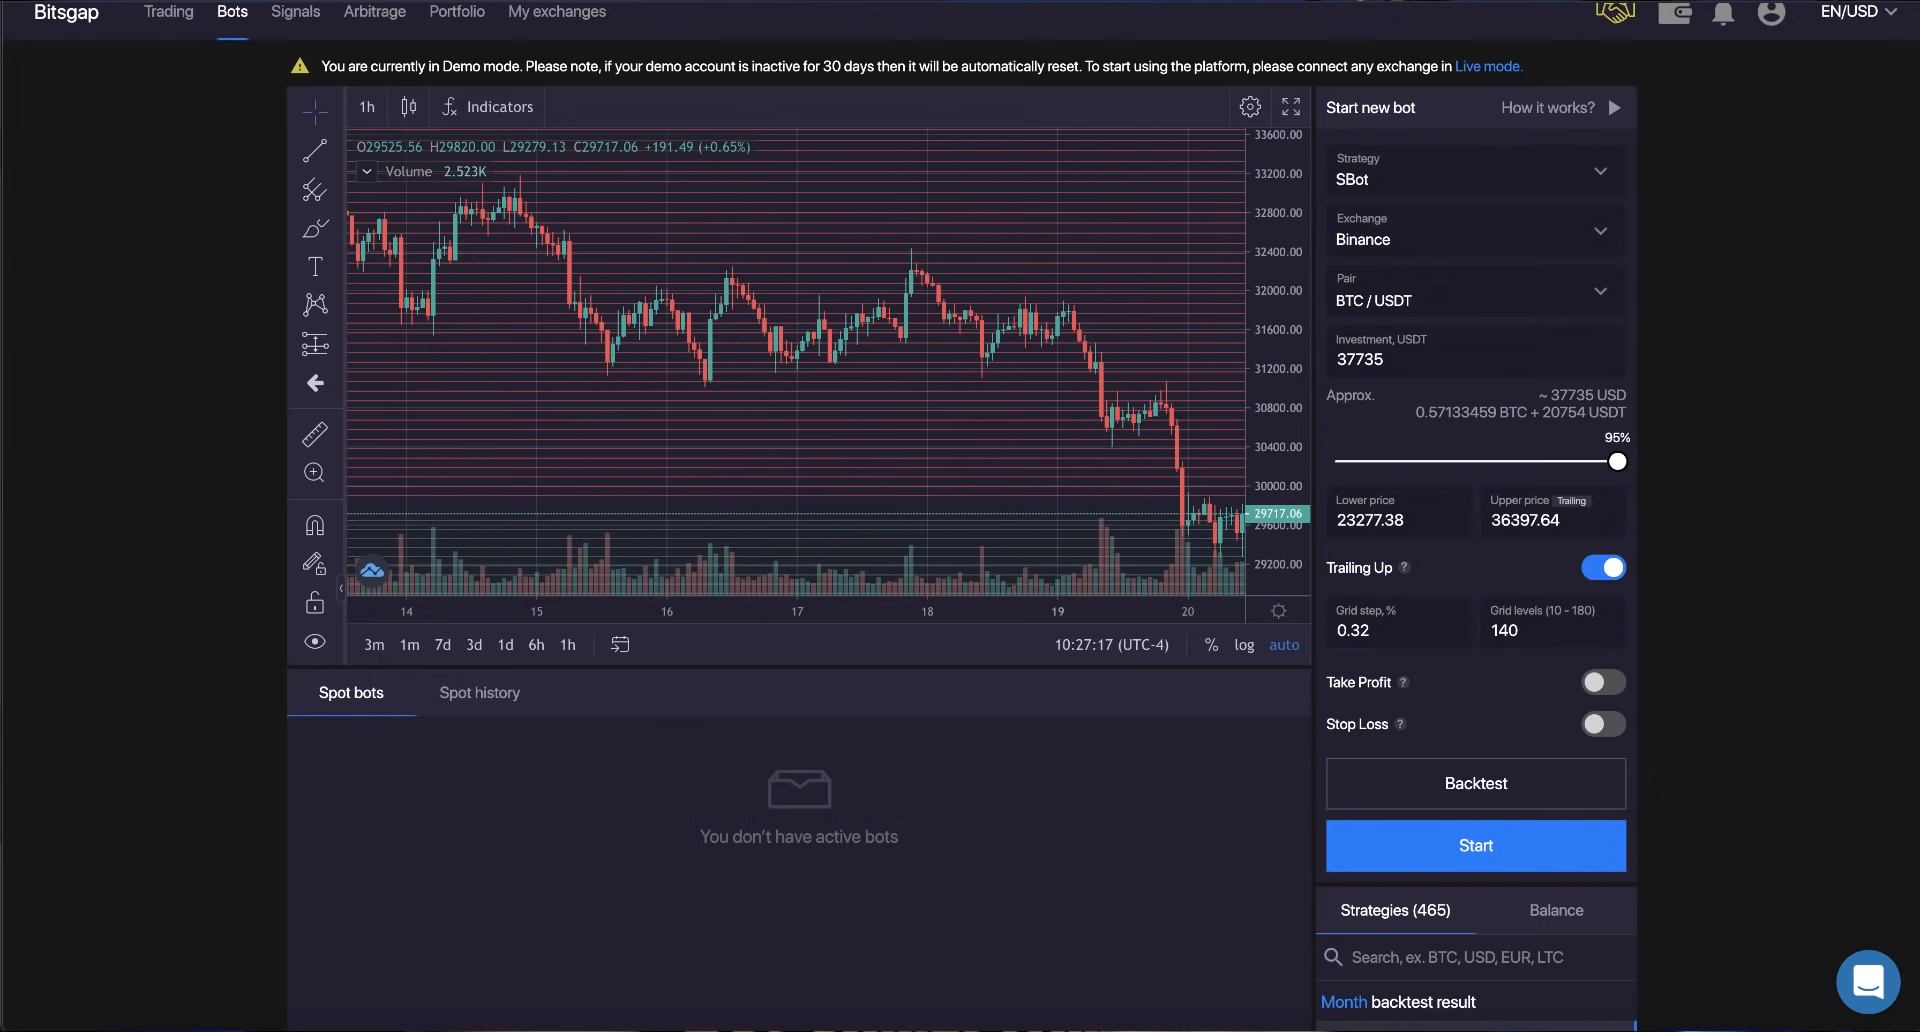 Bitsgap Trading Bots Signals Arbitrage Portfolio My exchanges EN/USD
You are currently in Demo mode. Please note, if your demo account is inactive for 30 days then it will be automatically reset. To start using the platform, please connect any exchange in Live mode.
1h Indicators
O29525.56 H29820.00 L29279.13 C29717.06 +191.49 (+0.65%)
Volume 2.523K
33600.00
33200.00
32800.00
32400.00
32000.00
31600.00
31200.00
30800.00
30400.00
30000.00
29717.06
29600.00
29200.00
14 15 16 17 18 19 20
3m 1m 7d 3d 1d 6h 1h 10:27:17 (UTC-4) % log auto
Spot bots Spot history
You don't have active bots
Start new bot How it works?
Strategy
SBot
Exchange
Binance
Pair
BTC / USDT
Investment, USDT
37735
Approx. ~ 37735 USD
0.57133459 BTC + 20754 USDT
95%
Lower price Upper price Trailing
23277.38 36397.64
Trailing Up ?
Grid step, % Grid levels (10 - 180)
0.32 140
Take Profit ?
Stop Loss ?
Backtest
Start
Strategies (465) Balance
Search, ex. BTC, USD, EUR, LTC
Month backtest result